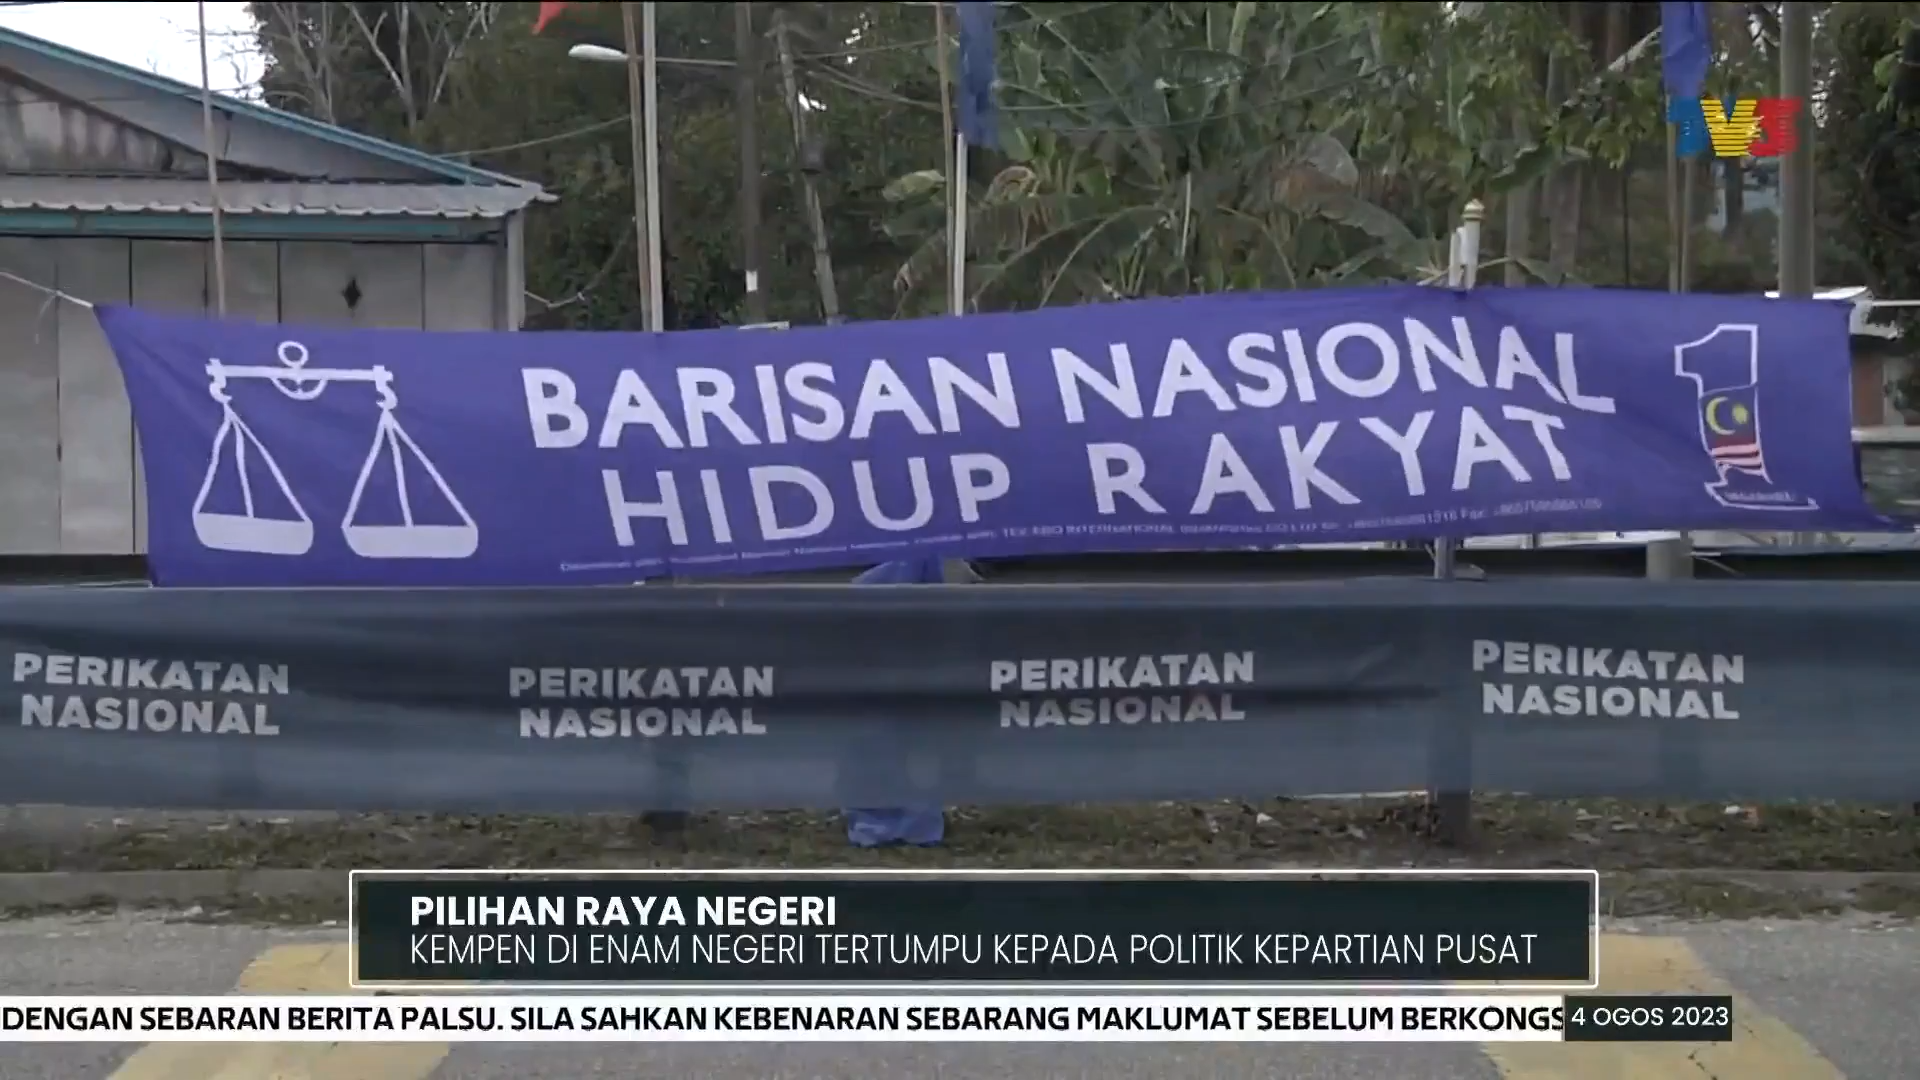 TV3
BARISAN NASIONAL
HIDUP RAKYAT
1
PERIKATAN
NASIONAL
PERIKATAN
NASIONAL
PERIKATAN
NASIONAL
PERIKATAN
NASIONAL
PILIHAN RAYA NEGERI
KEMPEN DI ENAM NEGERI TERTUMPU KEPADA POLITIK KEPARTIAN PUSAT
DENGAN SEBARAN BERITA PALSU. SILA SAHKAN KEBENARAN SEBARANG MAKLUMAT SEBELUM BERKONGS
4 OGOS 2023